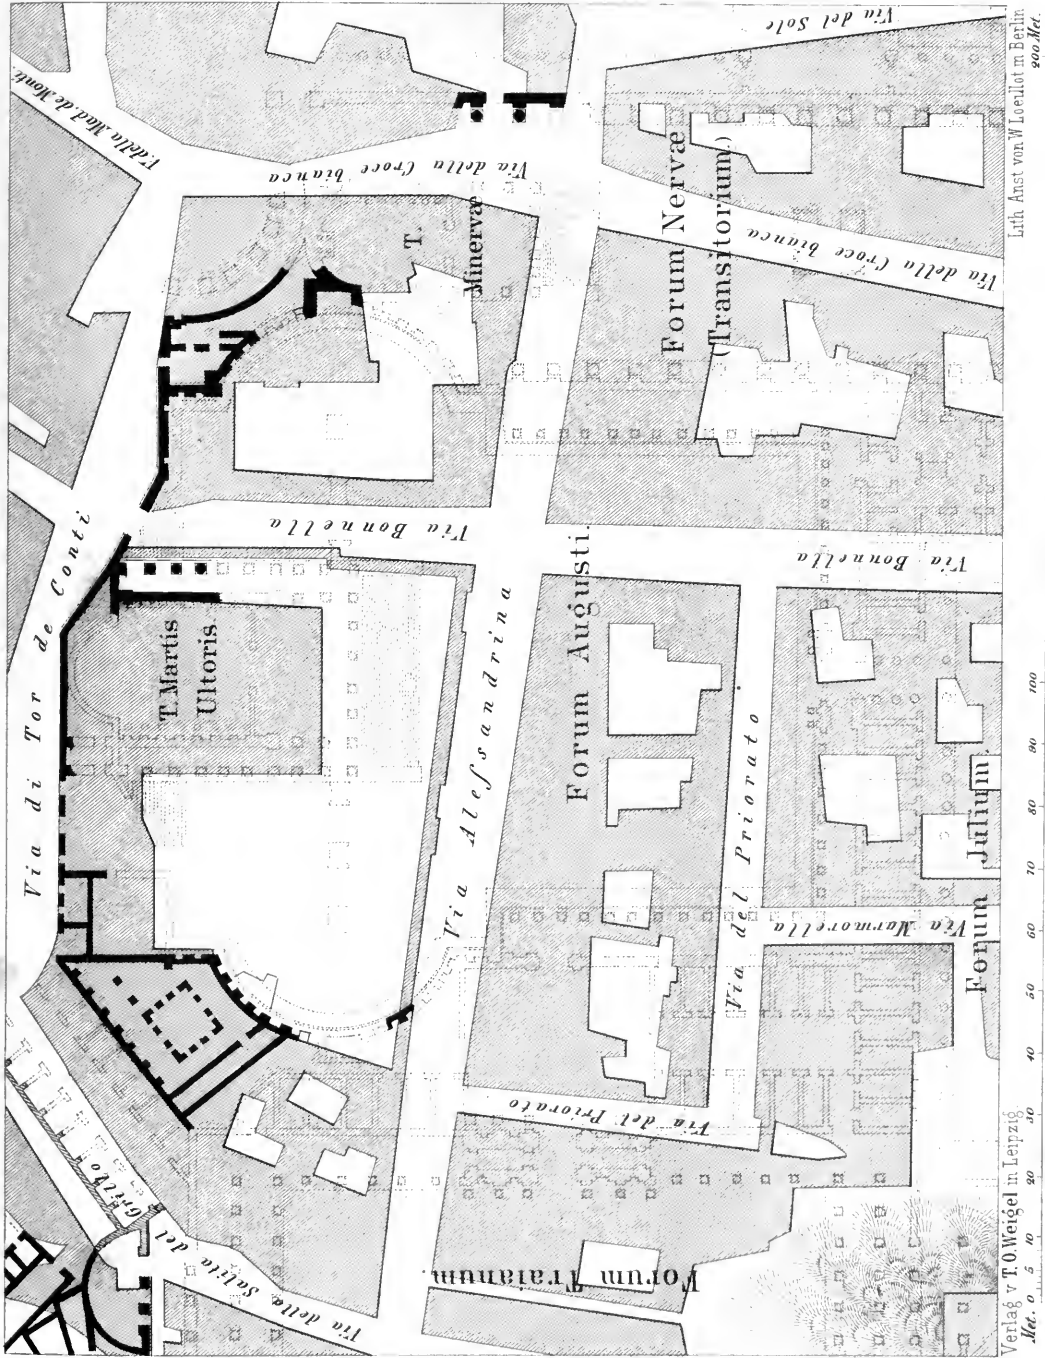 V. della Mad. de Monti
Via del Sole
Via della Croce bianca
T.
Minervæ
Forum Nervæ
(Transitorium)
Via della Croce bianca
Via di Tor de Conti
Via Bonnella
Via Bonnella
T. Martis
Ultoris.
Via Aleſsandrina
Forum Augusti.
Via del Priorato
Via Marmorella
Forum Julium.
Via del Priorato
Via della Salita del Grillo
Forum Traianum.
Verlag v. T.O. Weigel in Leipzig
Lith Anst von W Loeillot in Berlin
Met. 0 5 10 20 30 40 50 60 70 80 90 100 200 Met.